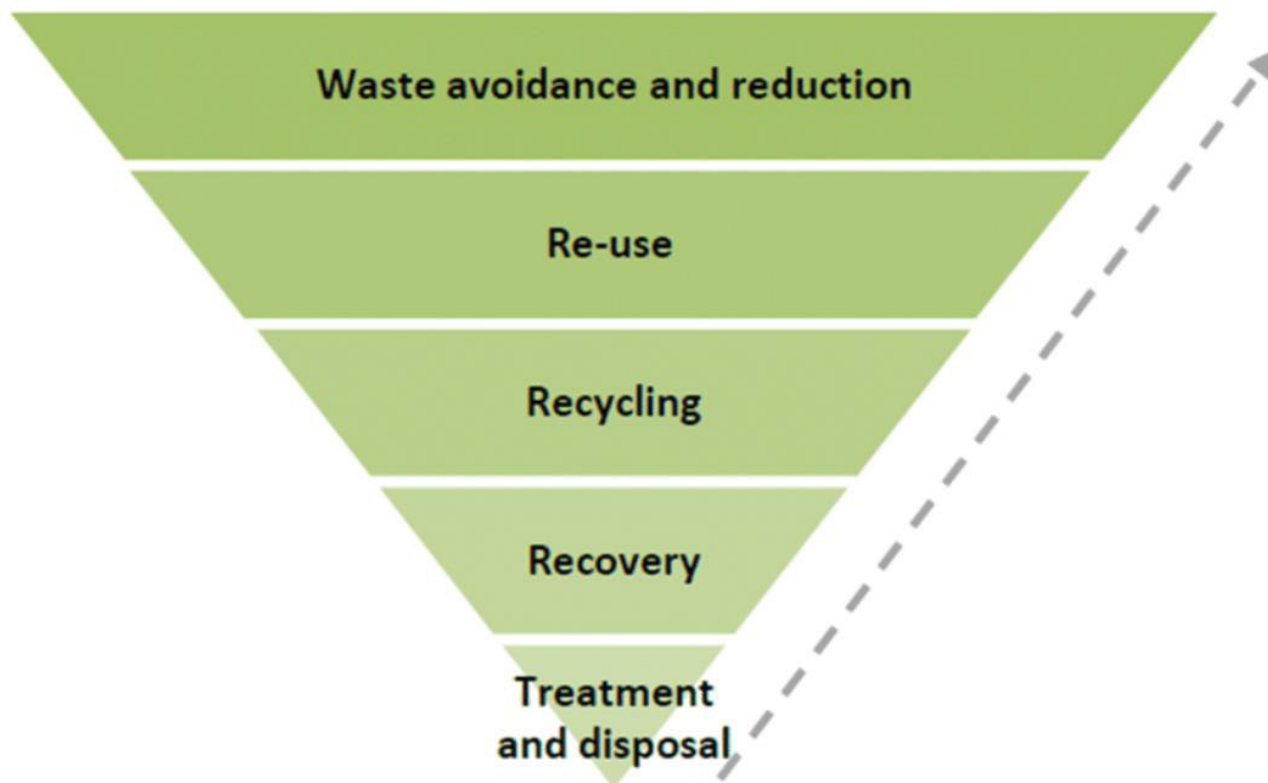 Waste avoidance and reduction
Re-use
Recycling
Recovery
Treatment
and disposal